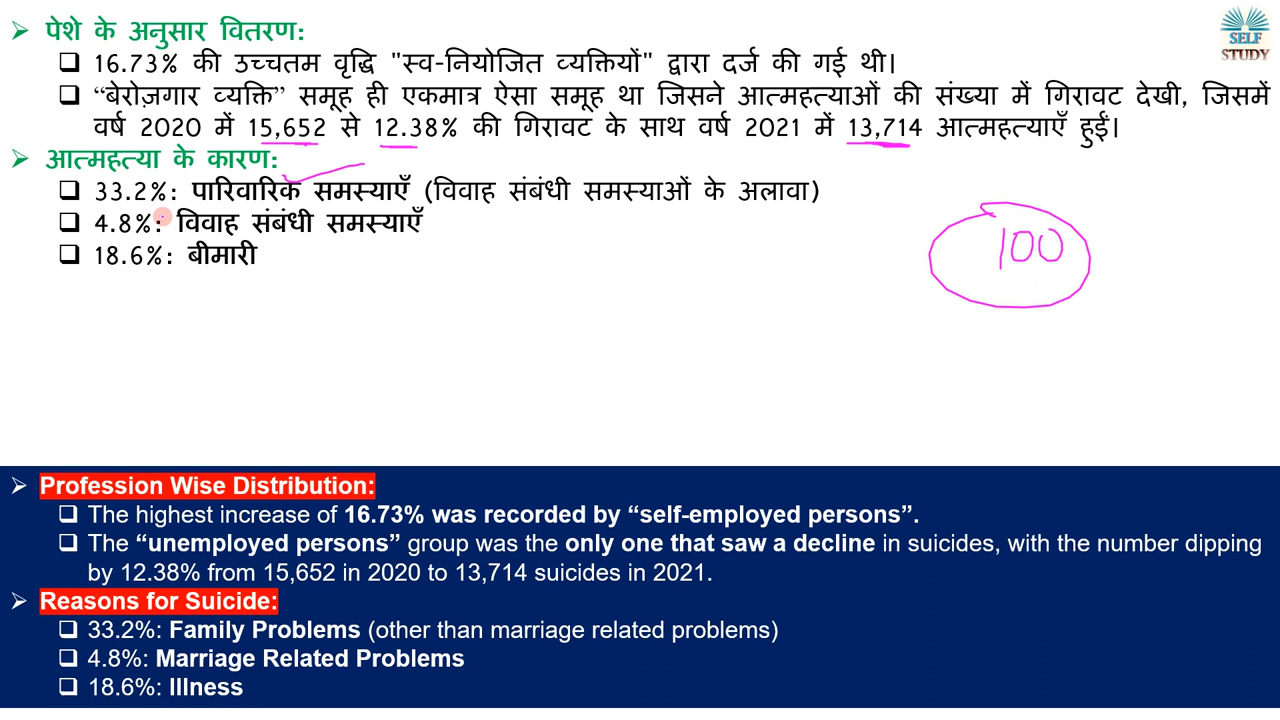 ➢ पेशे के अनुसार वितरण:
SELF
STUDY
❑ 16.73% की उच्चतम वृद्धि "स्व-नियोजित व्यक्तियों" द्वारा दर्ज की गई थी।
❑ “बेरोज़गार व्यक्ति” समूह ही एकमात्र ऐसा समूह था जिसने आत्महत्याओं की संख्या में गिरावट देखी, जिसमें
वर्ष 2020 में 15,652 से 12.38% की गिरावट के साथ वर्ष 2021 में 13,714 आत्महत्याएँ हुईं।
➢ आत्महत्या के कारण:
❑ 33.2%: पारिवारिक समस्याएँ (विवाह संबंधी समस्याओं के अलावा)
❑ 4.8%: विवाह संबंधी समस्याएँ
❑ 18.6%: बीमारी
100
➢ Profession Wise Distribution:
❑ The highest increase of 16.73% was recorded by “self-employed persons”.
❑ The “unemployed persons” group was the only one that saw a decline in suicides, with the number dipping
by 12.38% from 15,652 in 2020 to 13,714 suicides in 2021.
➢ Reasons for Suicide:
❑ 33.2%: Family Problems (other than marriage related problems)
❑ 4.8%: Marriage Related Problems
❑ 18.6%: Illness